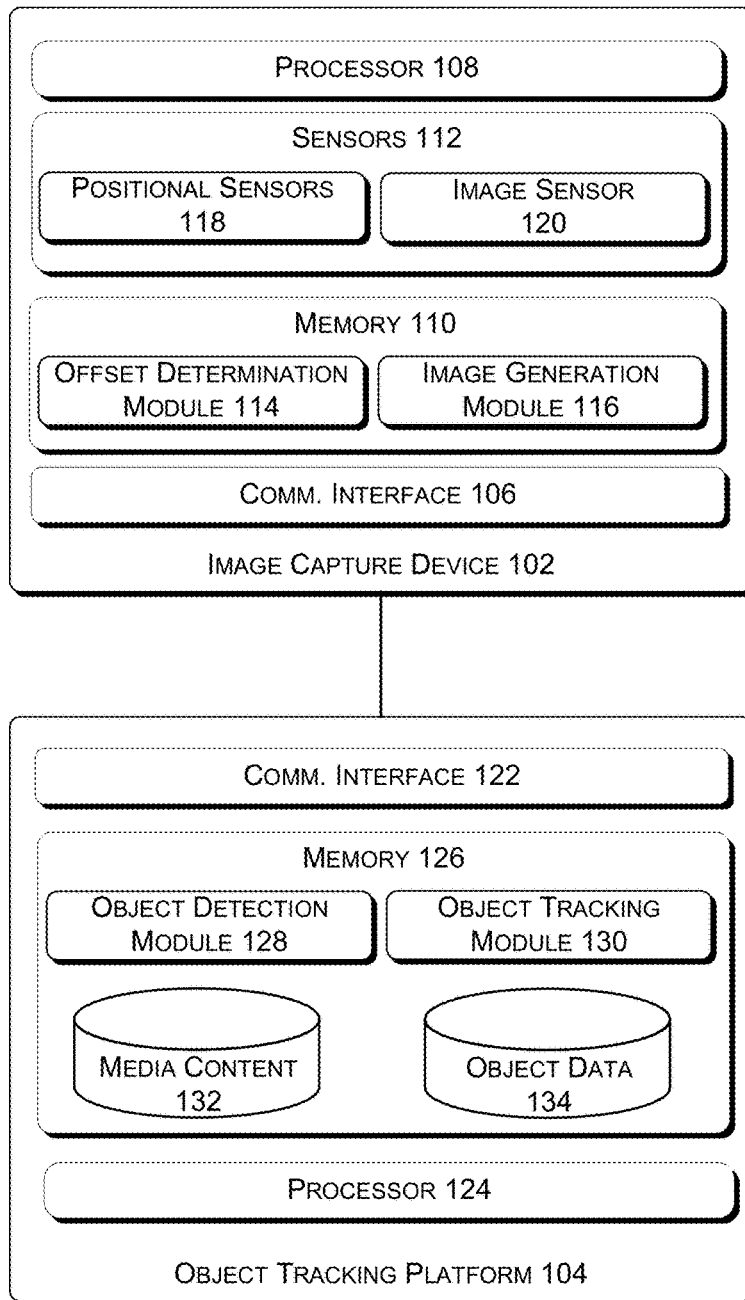 PROCESSOR 108
SENSORS 112
POSITIONAL SENSORS
118
IMAGE SENSOR
120
MEMORY 110
OFFSET DETERMINATION
MODULE 114
IMAGE GENERATION
MODULE 116
COMM. INTERFACE 106
IMAGE CAPTURE DEVICE 102
COMM. INTERFACE 122
MEMORY 126
OBJECT DETECTION
MODULE 128
OBJECT TRACKING
MODULE 130
MEDIA CONTENT
132
OBJECT DATA
134
PROCESSOR 124
OBJECT TRACKING PLATFORM 104